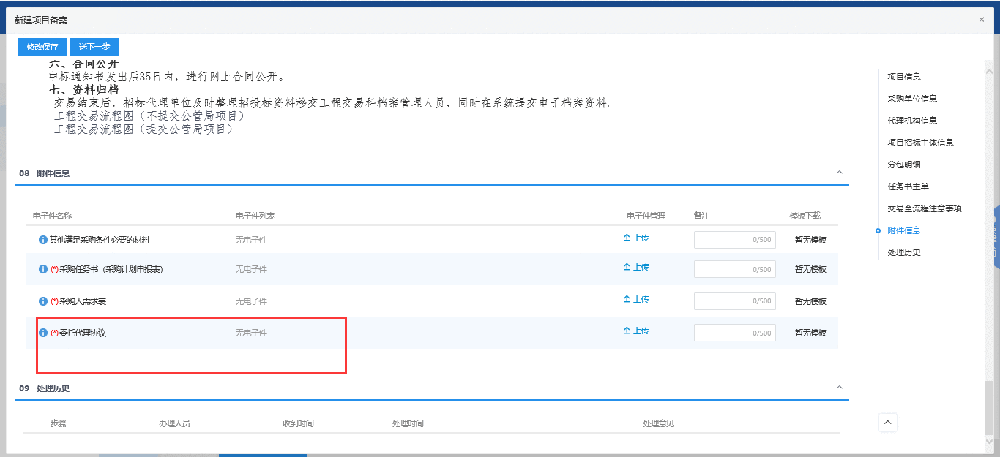 新建项目备案
×
修改保存 送下一步
六、合同公开
中标通知书发出后35日内，进行网上合同公开。
七、资料归档
交易结束后，招标代理单位及时整理招投标资料移交工程交易科档案管理人员，同时在系统提交电子档案资料。
工程交易流程图（不提交公管局项目）
工程交易流程图（提交公管局项目）
08 附件信息
电子件名称 电子件列表 电子件管理 备注 模板下载
其他满足采购条件必要的材料 无电子件 上传 0/500 暂无模板
(*)采购任务书（采购计划申报表） 无电子件 上传 0/500 暂无模板
(*)采购人需求表 无电子件 上传 0/500 暂无模板
(*)委托代理协议 无电子件 上传 0/500 暂无模板
09 处理历史
步骤 办理人员 收到时间 处理时间 处理意见
项目信息
采购单位信息
代理机构信息
项目招标主体信息
分包明细
任务书主单
交易全流程注意事项
附件信息
处理历史